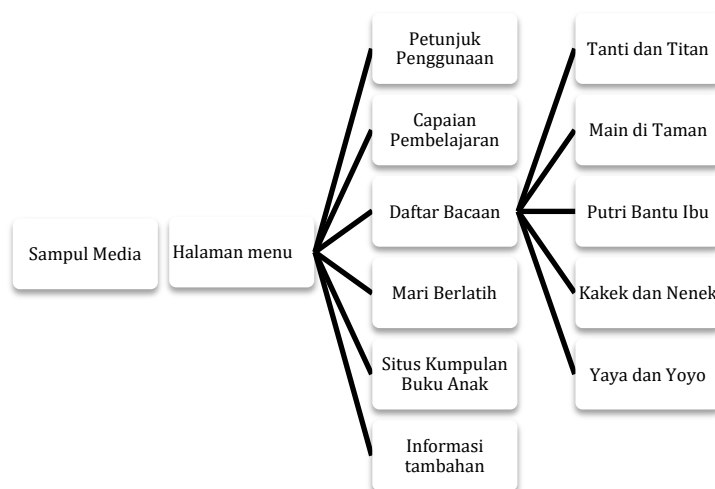 Sampul Media
Halaman menu
Petunjuk
Penggunaan
Capaian
Pembelajaran
Daftar Bacaan
Mari Berlatih
Situs Kumpulan
Buku Anak
Informasi
tambahan
Tanti dan Titan
Main di Taman
Putri Bantu Ibu
Kakek dan Nenek
Yaya dan Yoyo